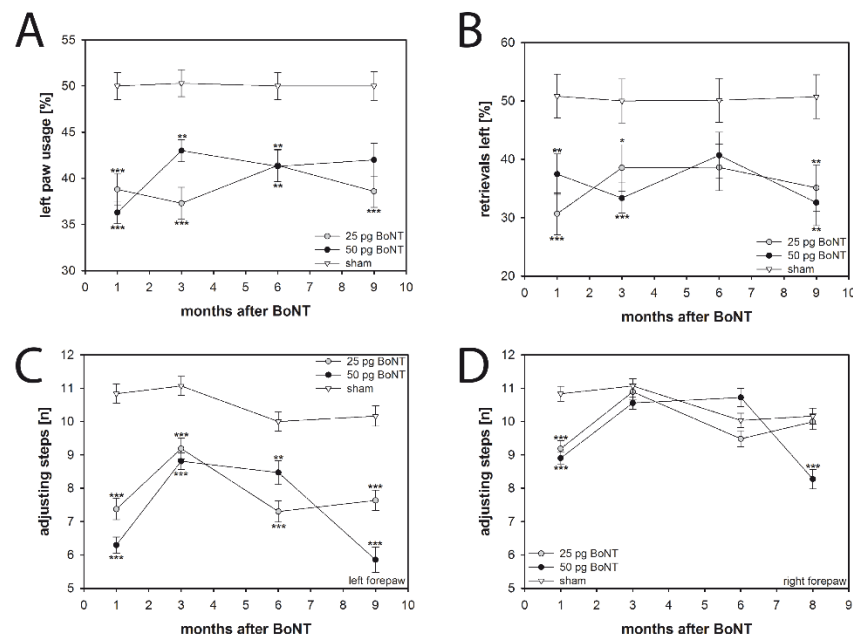 A
55
50
45
40
35
30
left paw usage [%]
***
**
**
***
***
**
***
25 pg BoNT
50 pg BoNT
sham
0 1 2 3 4 5 6 7 8 9 10
months after BoNT
B
60
50
40
30
20
retrievals left [%]
**
*
**
***
***
**
25 pg BoNT
50 pg BoNT
sham
0 1 2 3 4 5 6 7 8 9 10
months after BoNT
C
12
11
10
9
8
7
6
5
adjusting steps [n]
25 pg BoNT
50 pg BoNT
sham
***
***
**
***
***
***
***
***
left forepaw
0 1 2 3 4 5 6 7 8 9 10
months after BoNT
D
12
11
10
9
8
7
6
5
adjusting steps [n]
***
***
***
25 pg BoNT
50 pg BoNT
sham
right forepaw
0 1 2 3 4 5 6 7 8 9
months after BoNT